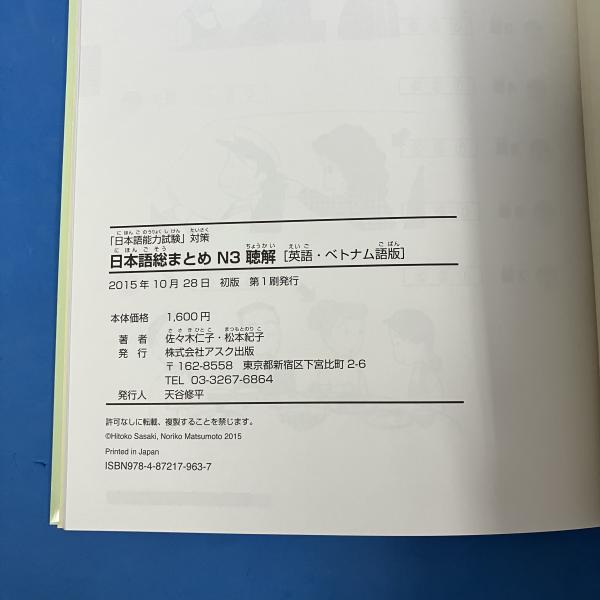 「日本語能力試験」対策
日本語総まとめ N3 聴解 [英語・ベトナム語版]
2015年10月28日 初版 第1刷発行
本体価格 1,600円
著者 佐々木仁子・松本紀子
発行 株式会社アスク出版
〒162-8558 東京都新宿区下宮比町2-6
TEL 03-3267-6864
発行人 天谷修平
許可なしに転載、複製することを禁じます。
©Hitoko Sasaki, Noriko Matsumoto 2015
Printed in Japan
ISBN978-4-87217-963-7